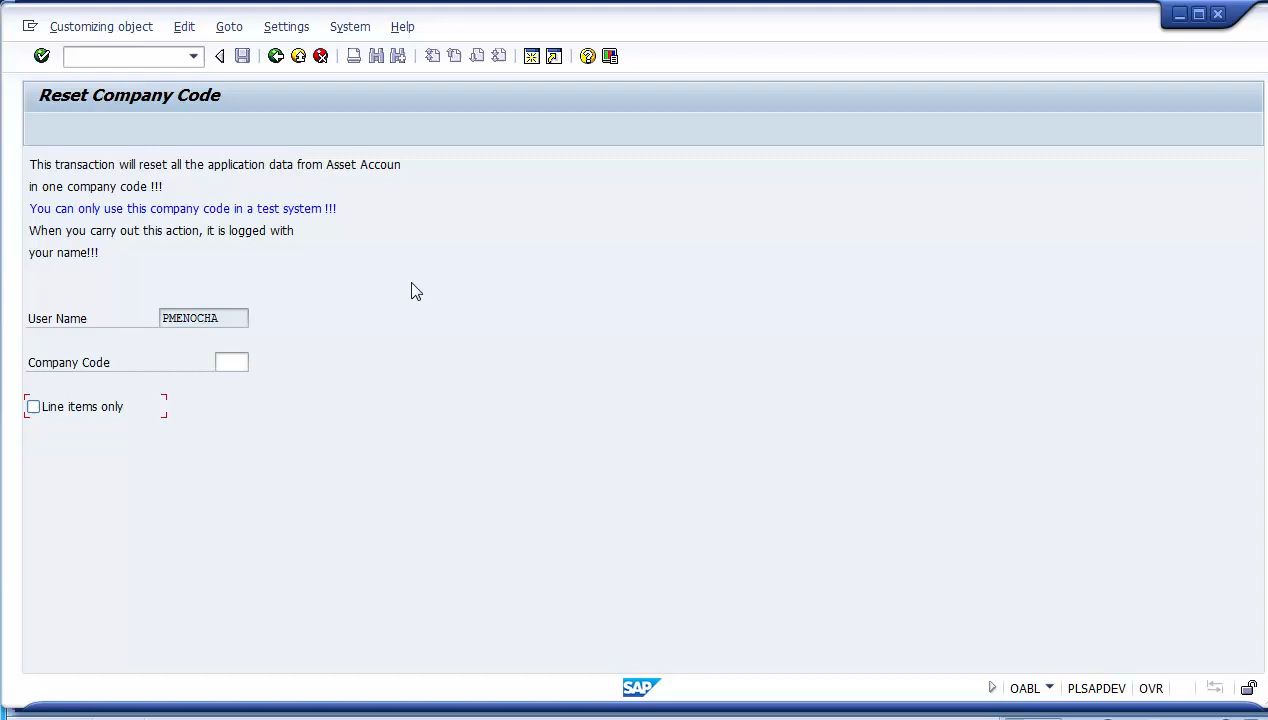 Customizing object Edit Goto Settings System Help
Reset Company Code
This transaction will reset all the application data from Asset Accoun
in one company code !!!
You can only use this company code in a test system !!!
When you carry out this action, it is logged with
your name!!!
User Name PMENOCHA
Company Code
Line items only
SAP OABL PLSAPDEV OVR